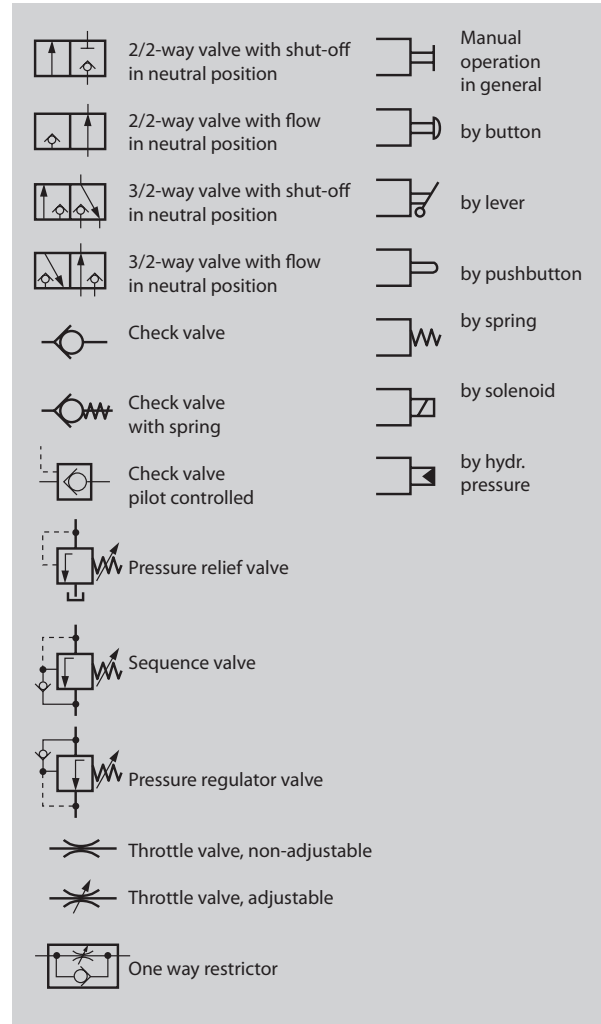 2/2-way valve with shut-off
in neutral position
2/2-way valve with flow
in neutral position
3/2-way valve with shut-off
in neutral position
3/2-way valve with flow
in neutral position
Check valve
Check valve
with spring
Check valve
pilot controlled
Pressure relief valve
Sequence valve
Pressure regulator valve
Throttle valve, non-adjustable
Throttle valve, adjustable
One way restrictor
Manual
operation
in general
by button
by lever
by pushbutton
by spring
by solenoid
by hydr.
pressure